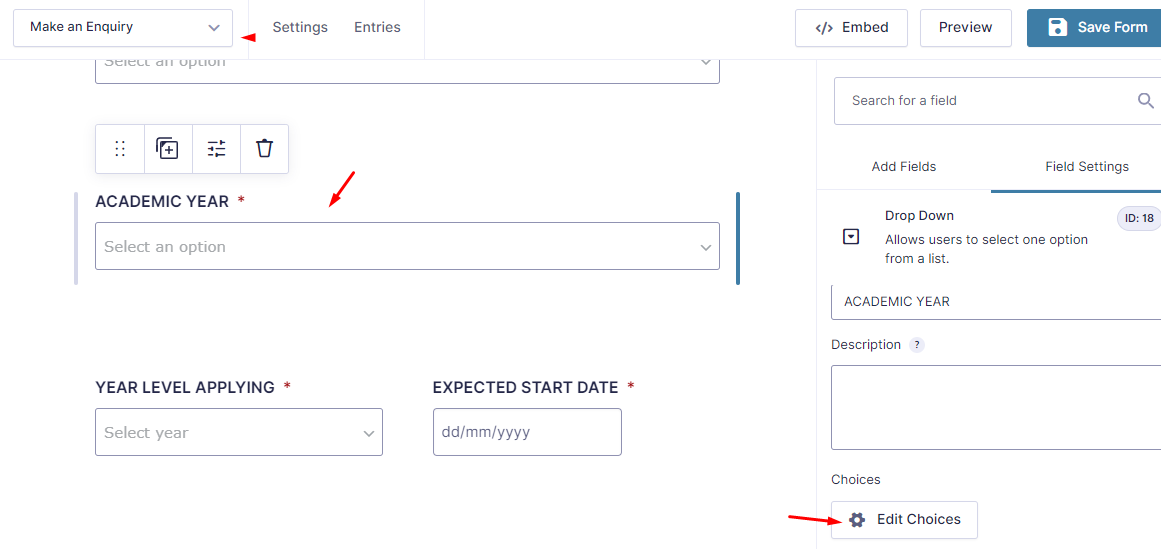 Make an Enquiry
Settings
Entries
</> Embed
Preview
Save Form
Select an option
Search for a field
Add Fields
Field Settings
ACADEMIC YEAR *
Select an option
Drop Down
ID: 18
Allows users to select one option
from a list.
ACADEMIC YEAR
Description ?
YEAR LEVEL APPLYING *
EXPECTED START DATE *
Select year
dd/mm/yyyy
Choices
Edit Choices